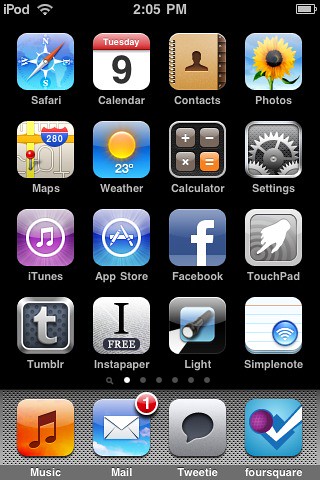 iPod 2:05 PM
Tuesday
9
280
Safari Calendar Contacts Photos
23°
Maps Weather Calculator Settings
f
iTunes App Store Facebook TouchPad
t I
FREE
Tumblr Instapaper Light Simplenote
1
Music Mail Tweetie foursquare